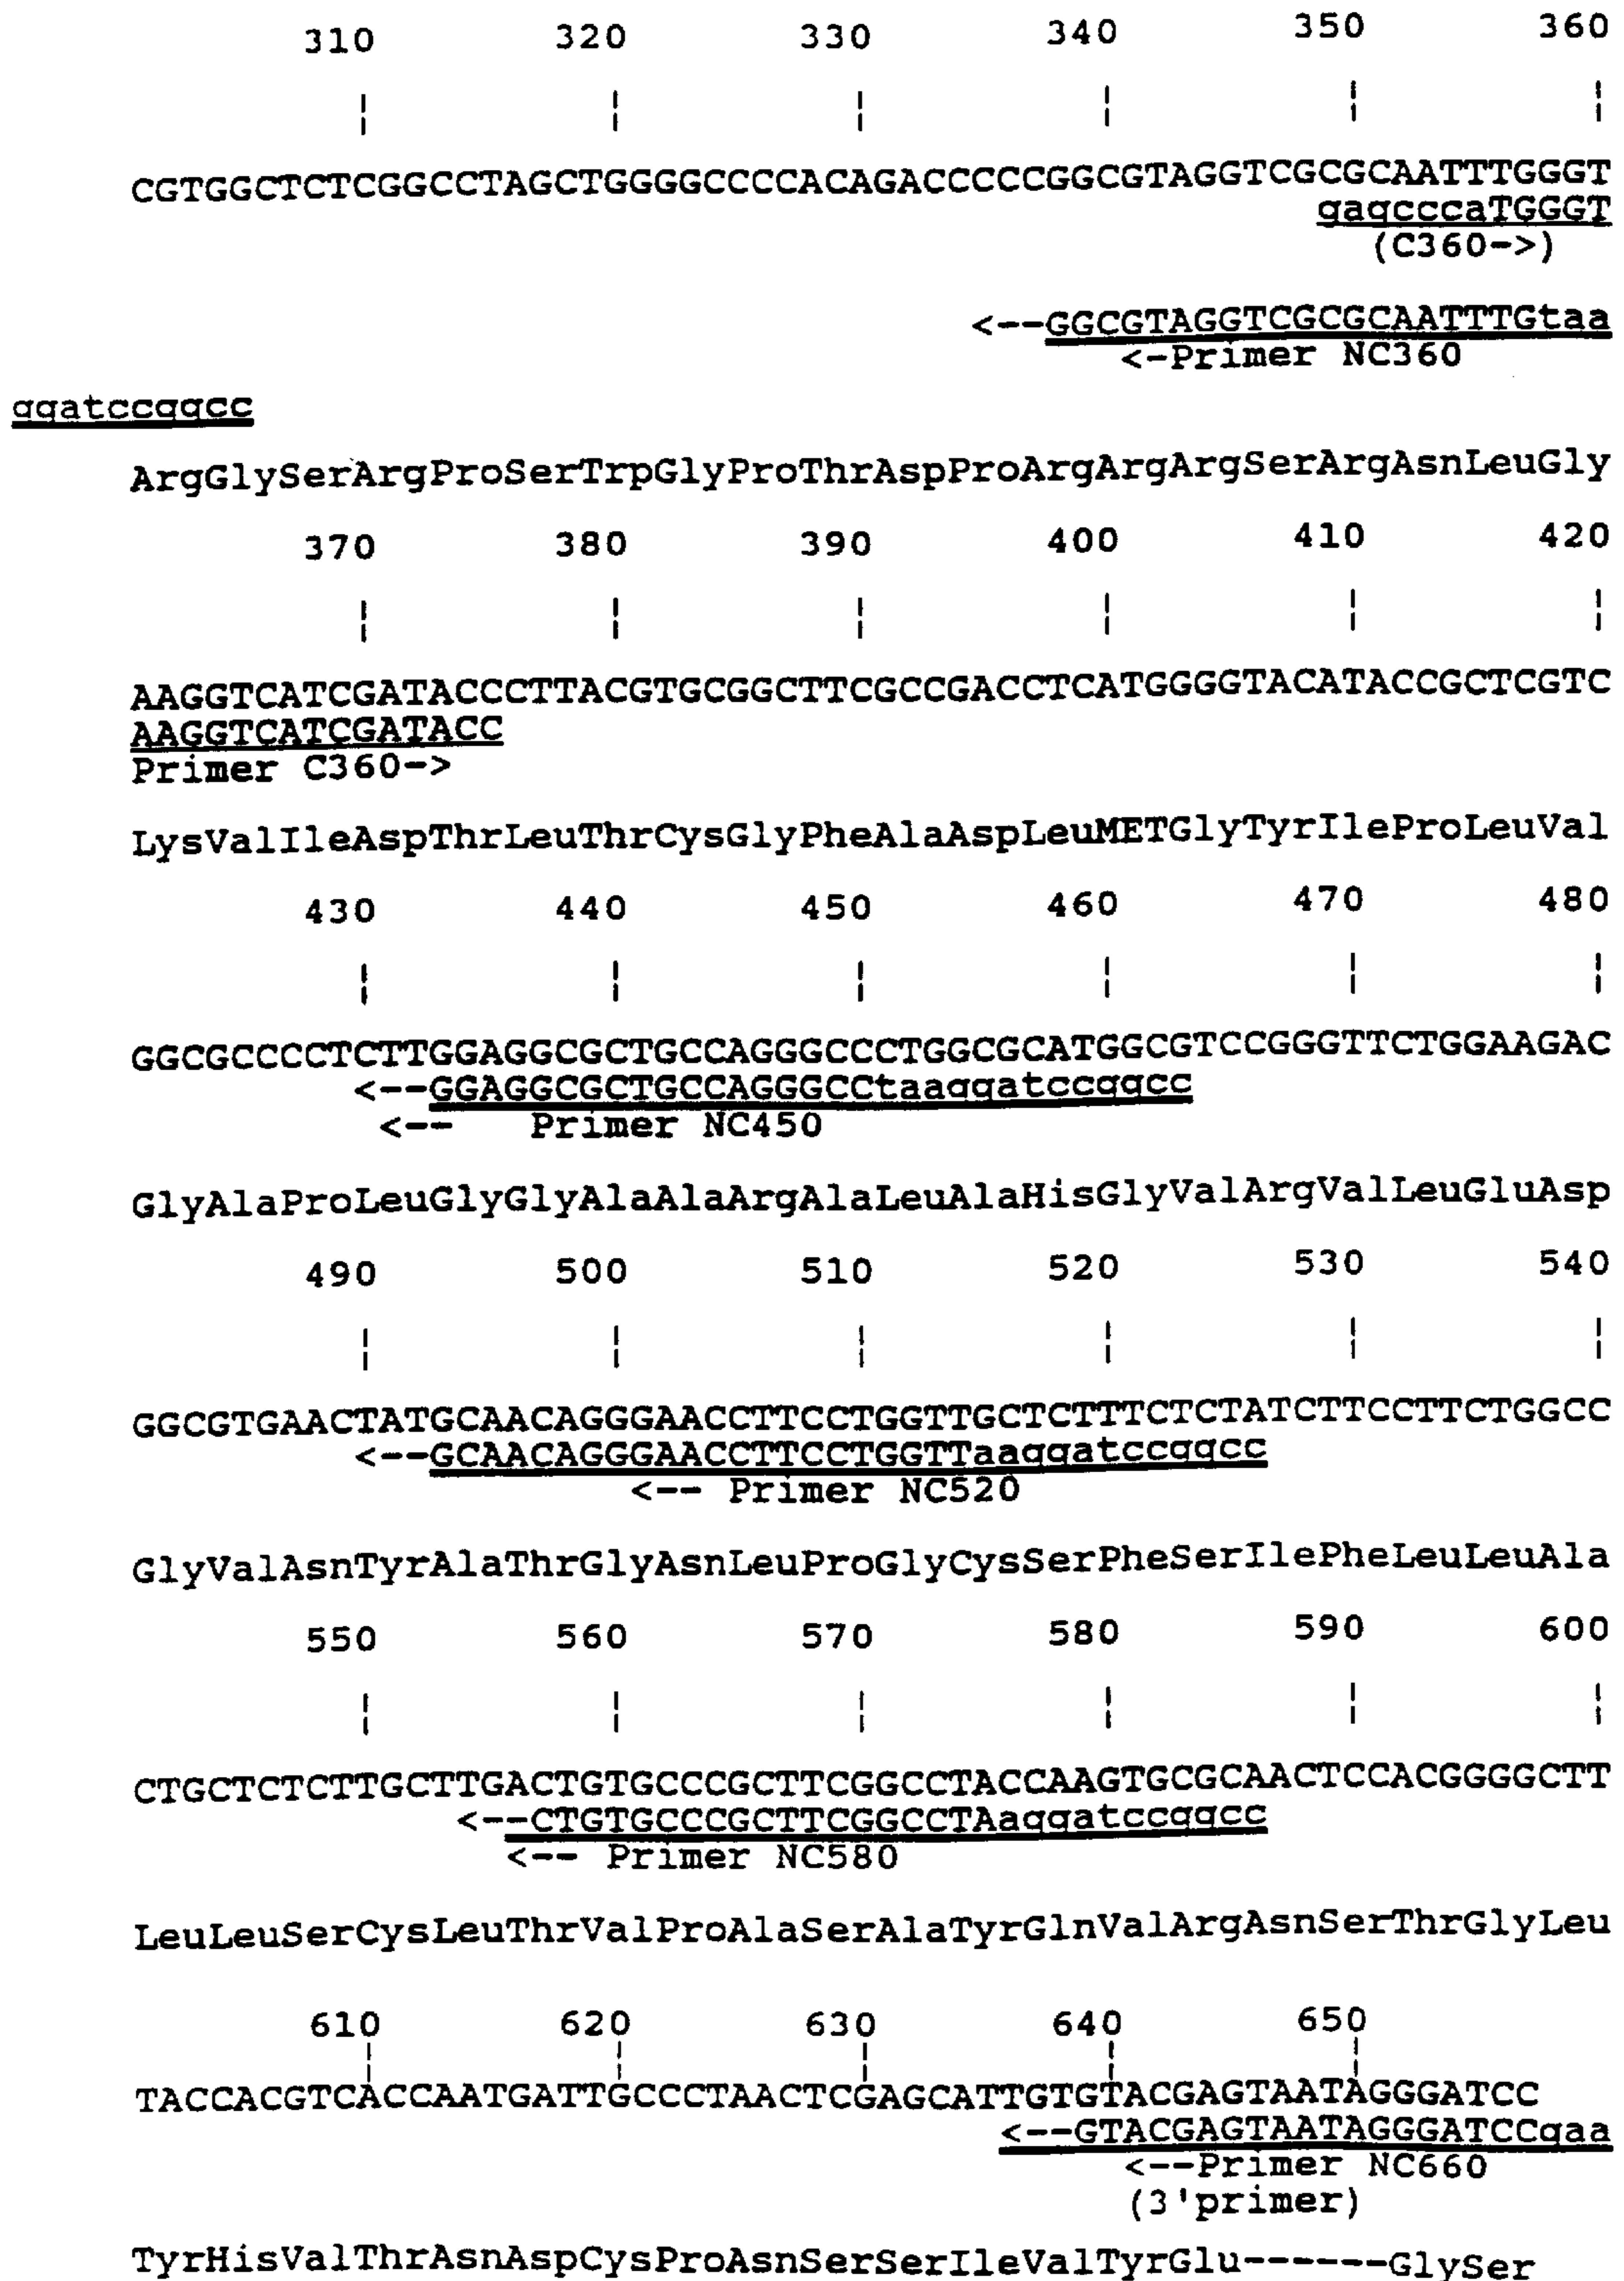 310 320 330 340 350 360
CGTGGCTCTCGGCCTAGCTGGGGCCCCACAGACCCCCGGCGTAGGTCGCGCAATTTGGGT
gagcccaTGGGT
(C360->)
<--GGCGTAGGTCGCGCAATTTGtaa
<-Primer NC360
ggatccggcc
ArgGlySerArgProSerTrpGlyProThrAspProArgArgArgSerArgAsnLeuGly
370 380 390 400 410 420
AAGGTCATCGATACCCTTACGTGCGGCTTCGCCGACCTCATGGGGTACATACCGCTCGTC
AAGGTCATCGATACC
Primer C360->
LysValIleAspThrLeuThrCysGlyPheAlaAspLeuMETGlyTyrIleProLeuVal
430 440 450 460 470 480
GGCGCCCCTCTTGGAGGCGCTGCCAGGGCCCTGGCGCATGGCGTCCGGGTTCTGGAAGAC
<--GGAGGCGCTGCCAGGGCCtaaggatccggcc
<-- Primer NC450
GlyAlaProLeuGlyGlyAlaAlaArgAlaLeuAlaHisGlyValArgValLeuGluAsp
490 500 510 520 530 540
GGCGTGAACTATGCAACAGGGAACCTTCCTGGTTGCTCTTTCTCTATCTTCCTTCTGGCC
<--GCAACAGGGAACCTTCCTGGTTaaggatccggcc
<-- Primer NC520
GlyValAsnTyrAlaThrGlyAsnLeuProGlyCysSerPheSerIlePheLeuLeuAla
550 560 570 580 590 600
CTGCTCTCTTGCTTGACTGTGCCCGCTTCGGCCTACCAAGTGCGCAACTCCACGGGGCTT
<--CTGTGCCCGCTTCGGCCTAaggatccggcc
<-- Primer NC580
LeuLeuSerCysLeuThrValProAlaSerAlaTyrGlnValArgAsnSerThrGlyLeu
610 620 630 640 650
TACCACGTCACCAATGATTGCCCTAACTCGAGCATTGTGTACGAGTAATAGGGATCC
<--GTACGAGTAATAGGGATCCgaa
<--Primer NC660
(3'primer)
TyrHisValThrAsnAspCysProAsnSerSerIleValTyrGlu------GlySer